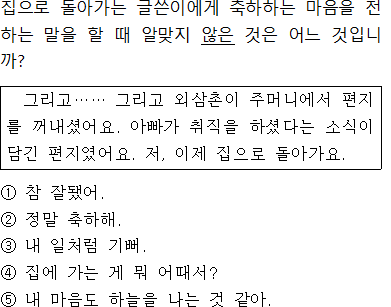 집으로 돌아가는 글쓴이에게 축하하는 마음을 전
하는 말을 할 때 알맞지 않은 것은 어느 것입니
까?
그리고…… 그리고 외삼촌이 주머니에서 편지
를 꺼내셨어요. 아빠가 취직을 하셨다는 소식이
담긴 편지였어요. 저, 이제 집으로 돌아가요.
① 참 잘됐어.
② 정말 축하해.
③ 내 일처럼 기뻐.
④ 집에 가는 게 뭐 어때서?
⑤ 내 마음도 하늘을 나는 것 같아.